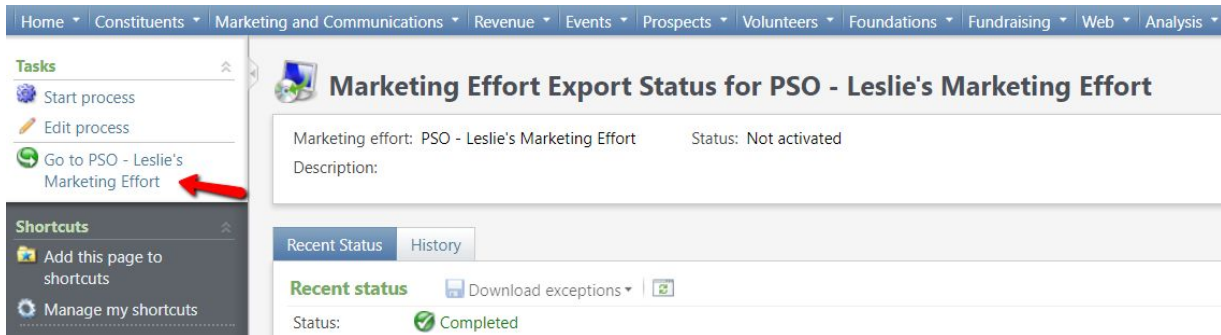 Home Constituents Marketing and Communications Revenue Events Prospects Volunteers Foundations Fundraising Web Analysis
Tasks
Start process
Edit process
Go to PSO - Leslie's
Marketing Effort
Shortcuts
Add this page to
shortcuts
Manage my shortcuts
Marketing Effort Export Status for PSO - Leslie's Marketing Effort
Marketing effort: PSO - Leslie's Marketing Effort Status: Not activated
Description:
Recent Status History
Recent status Download exceptions
Status: Completed